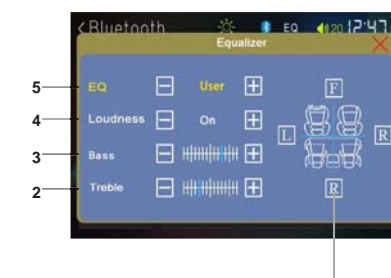 < Bluetooth EQ 20 12:47
Equalizer
5 EQ User F
4 Loudness On
L R
3 Bass
2 Treble R